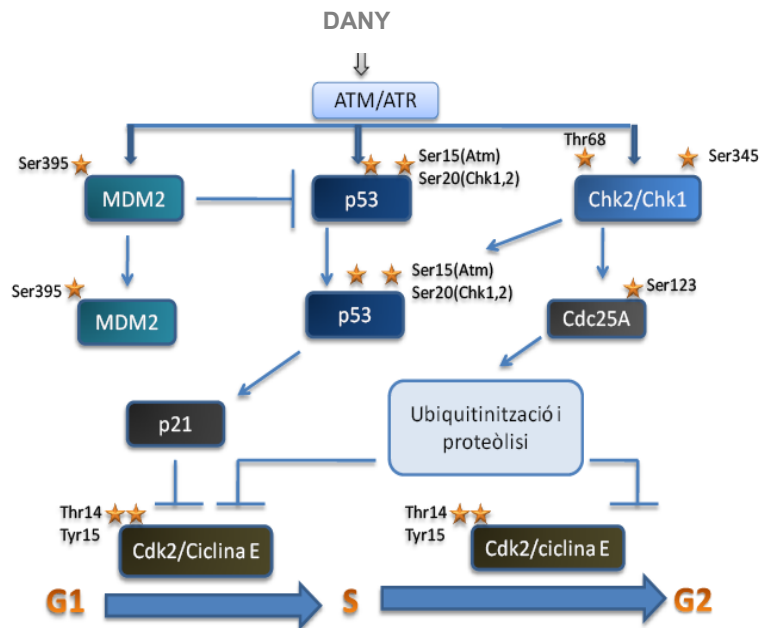 DANY
ATM/ATR
Thr68
Ser395
Ser15(Atm)
Ser20(Chk1,2)
Ser345
MDM2
p53
Chk2/Chk1
Ser15(Atm)
Ser20(Chk1,2)
Ser395
Ser123
MDM2
p53
Cdc25A
p21
Ubiquitinització i
proteòlisi
Thr14
Tyr15
Cdk2/Ciclina E
Thr14
Tyr15
Cdk2/ciclina E
G1
S
G2